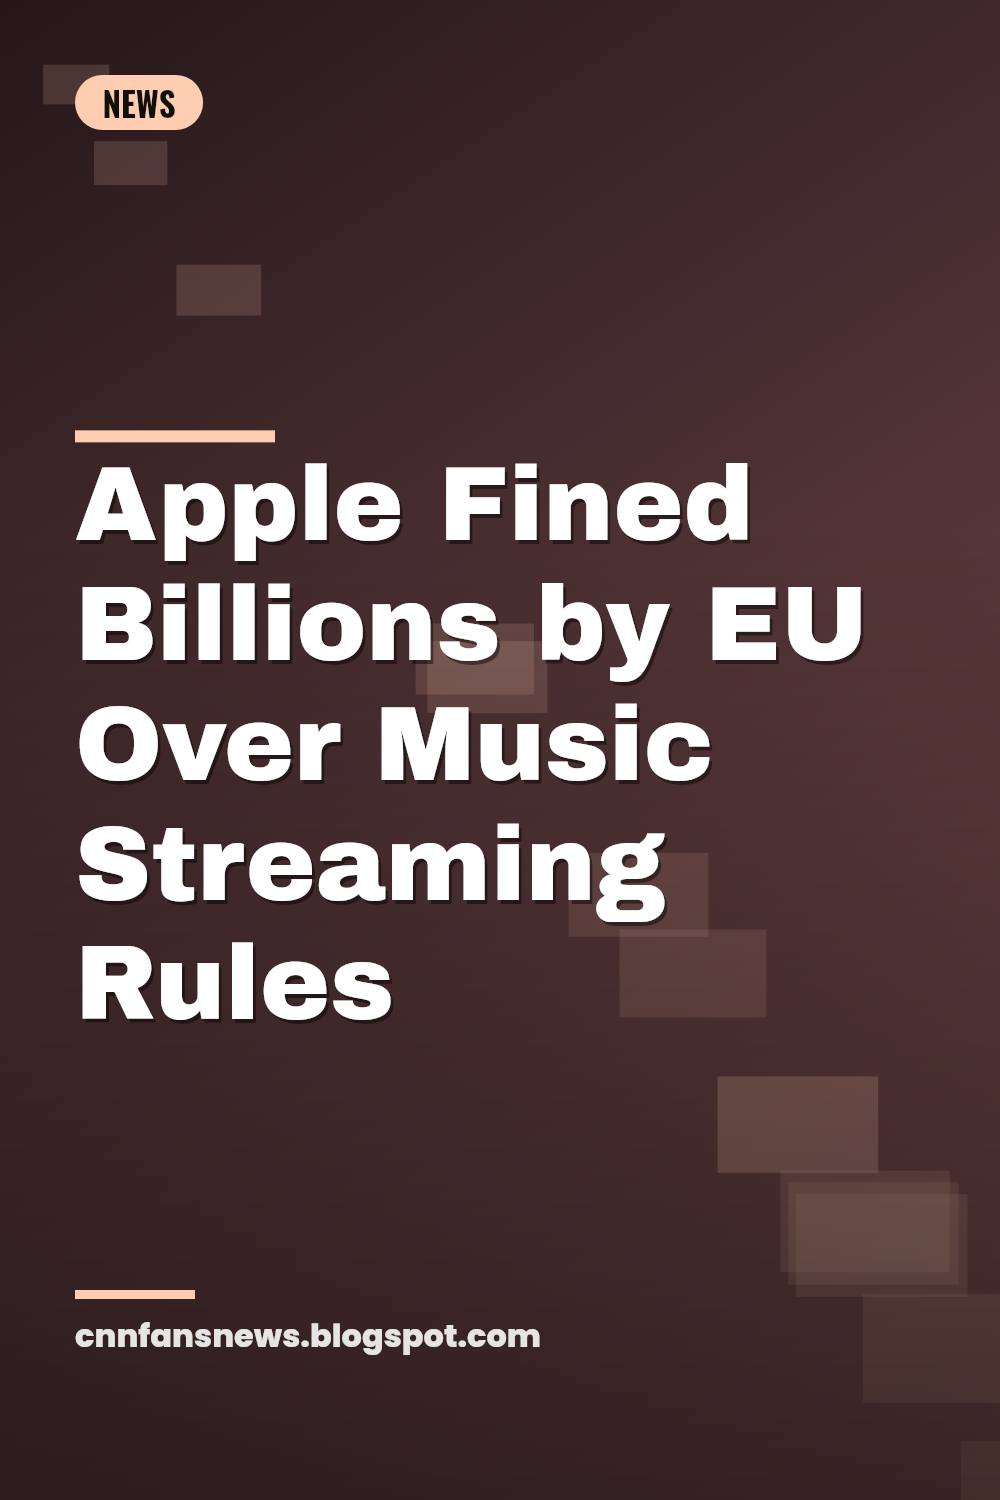 NEWS
Apple Fined
Billions by EU
Over Music
Streaming
Rules
cnnfansnews.blogspot.com